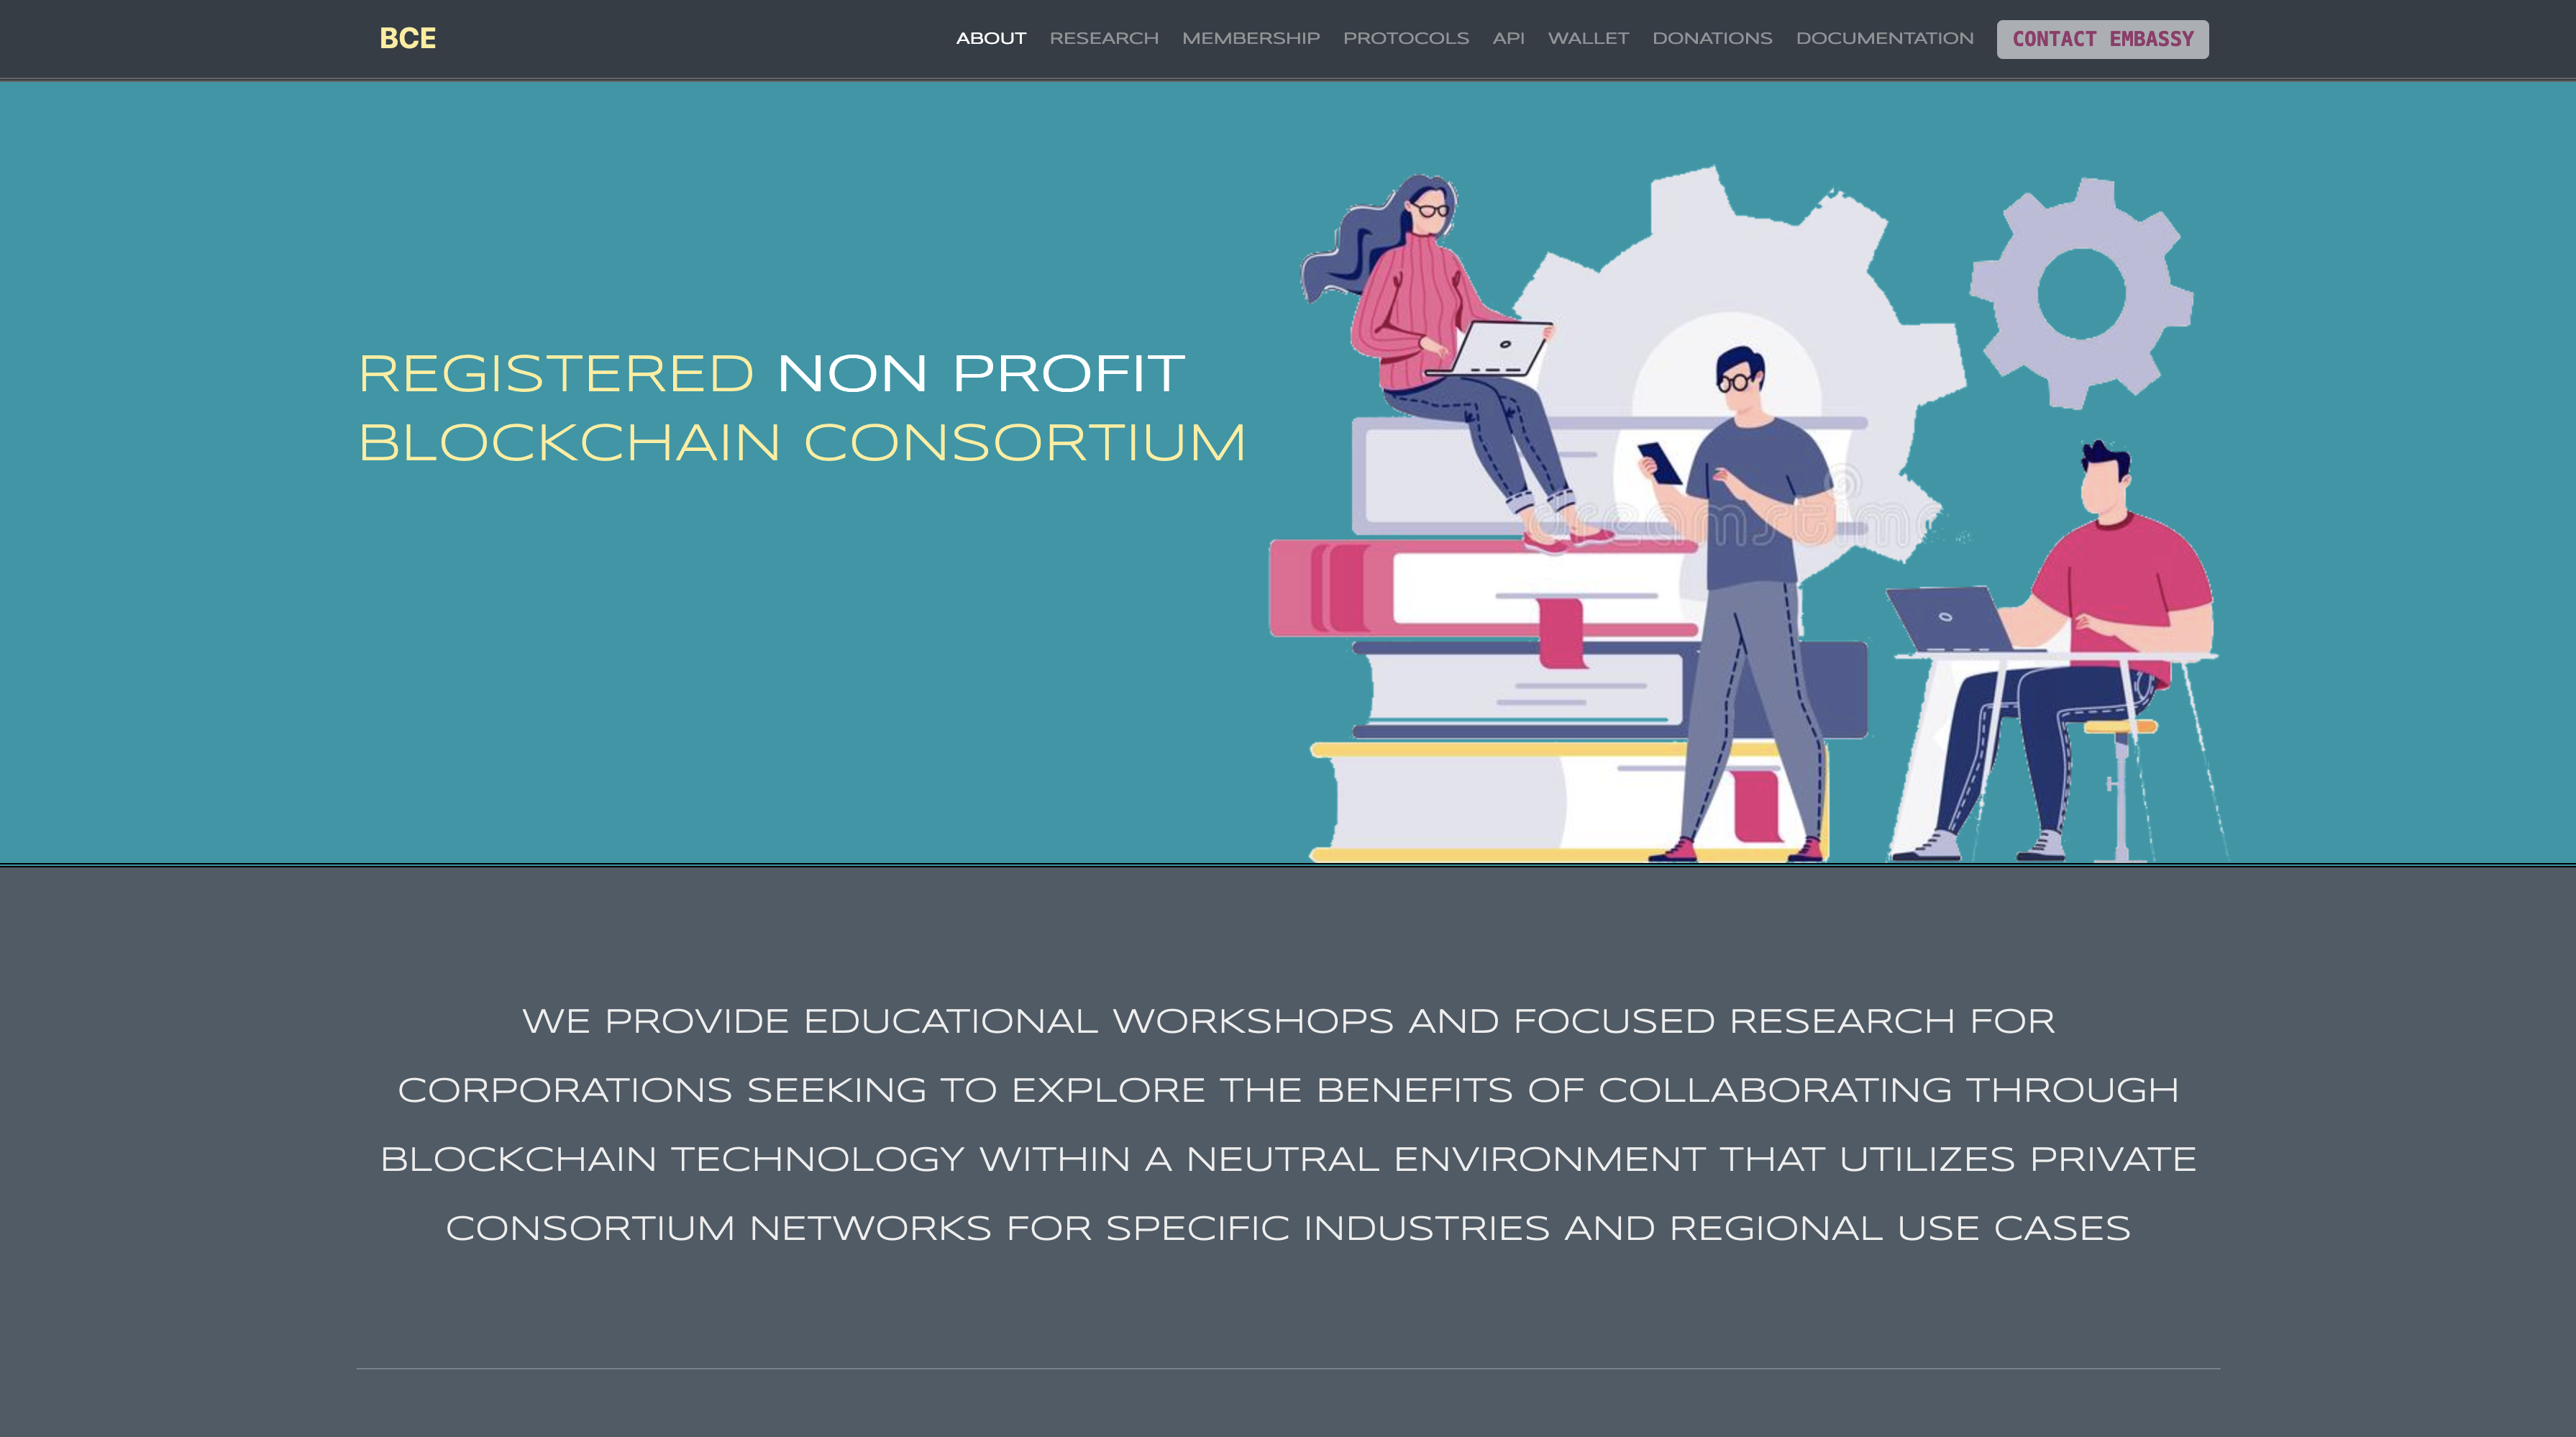 BCE
ABOUT RESEARCH MEMBERSHIP PROTOCOLS API WALLET DONATIONS DOCUMENTATION CONTACT EMBASSY
REGISTERED NON PROFIT
BLOCKCHAIN CONSORTIUM
dreamstime
WE PROVIDE EDUCATIONAL WORKSHOPS AND FOCUSED RESEARCH FOR
CORPORATIONS SEEKING TO EXPLORE THE BENEFITS OF COLLABORATING THROUGH
BLOCKCHAIN TECHNOLOGY WITHIN A NEUTRAL ENVIRONMENT THAT UTILIZES PRIVATE
CONSORTIUM NETWORKS FOR SPECIFIC INDUSTRIES AND REGIONAL USE CASES